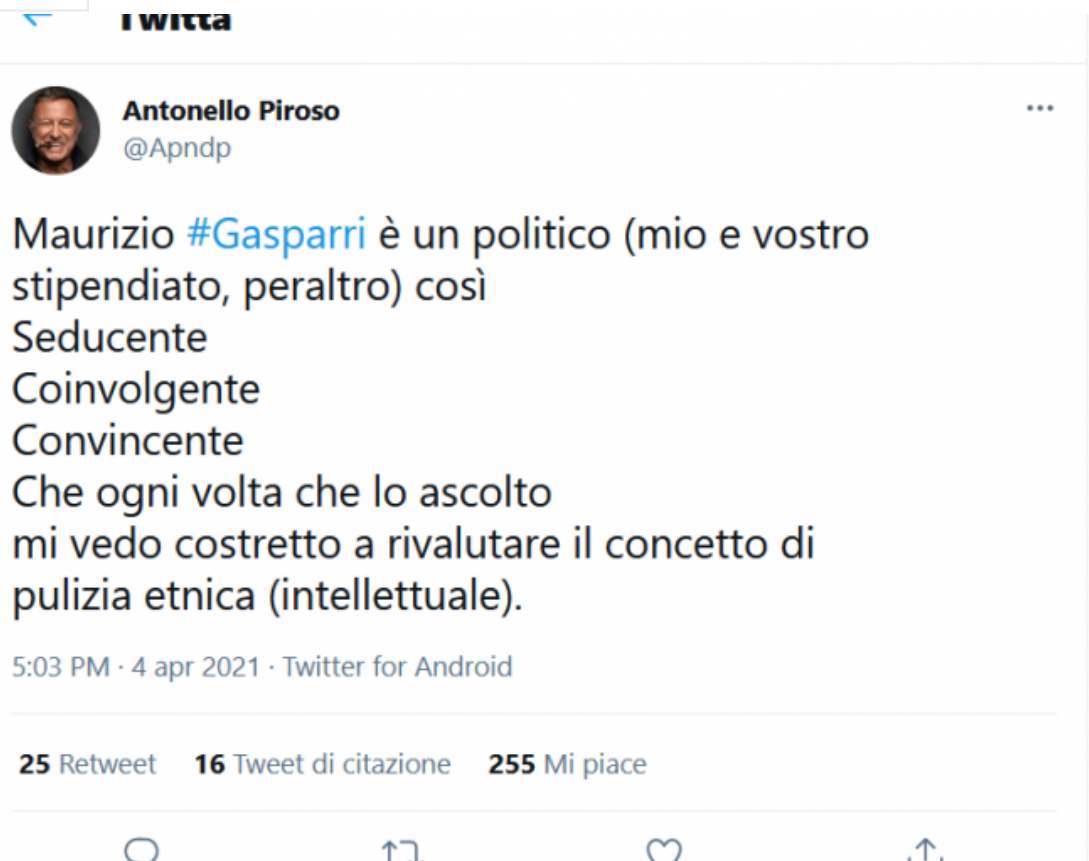 Twitta
Antonello Piroso
@Apndp
Maurizio #Gasparri è un politico (mio e vostro
stipendiato, peraltro) così
Seducente
Coinvolgente
Convincente
Che ogni volta che lo ascolto
mi vedo costretto a rivalutare il concetto di
pulizia etnica (intellettuale).
5:03 PM · 4 apr 2021 · Twitter for Android
25 Retweet 16 Tweet di citazione 255 Mi piace